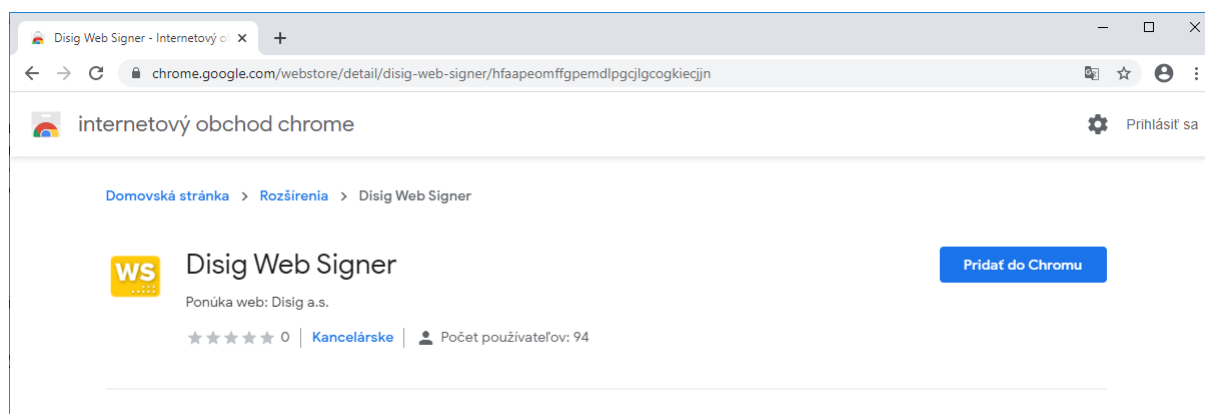 Disig Web Signer - Internetový o
chrome.google.com/webstore/detail/disig-web-signer/hfaapeomffgpemdlpgcjlgcogkiecjjn
internetový obchod chrome
Prihlásiť sa
Domovská stránka > Rozšírenia > Disig Web Signer
WS
Disig Web Signer
Pridať do Chromu
Ponúka web: Disig a.s.
0 | Kancelárske | Počet používateľov: 94